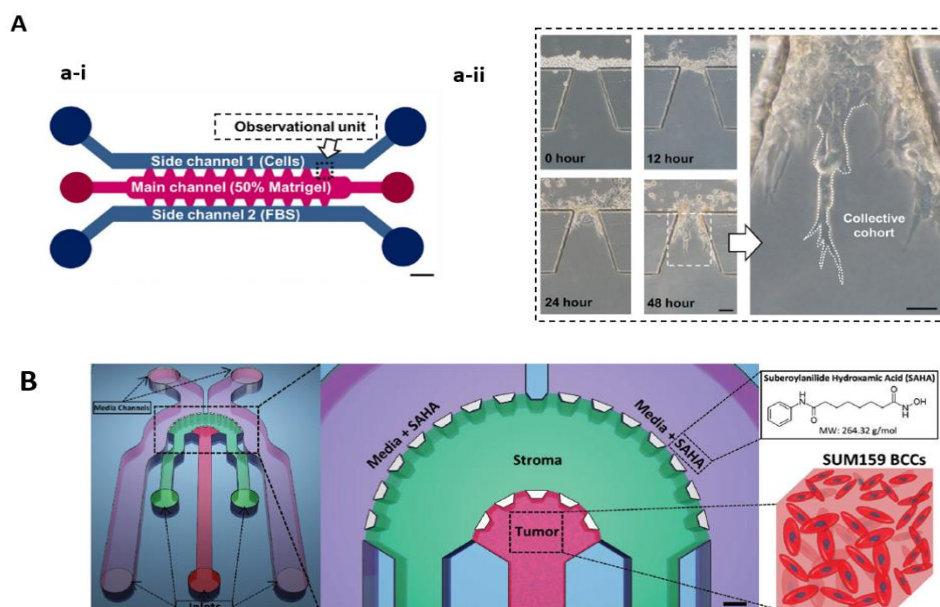 A
a-i
Observational unit
Side channel 1 (Cells)
Main channel (50% Matrigel)
Side channel 2 (FBS)
a-ii
0 hour
12 hour
24 hour
48 hour
Collective
cohort
B
Media Channels
Inlets
Media + SAHA
Media + SAHA
Stroma
Tumor
Suberoylanilide Hydroxamic Acid (SAHA)
H
N
O
O
N
H
OH
MW: 264.32 g/mol
SUM159 BCCs